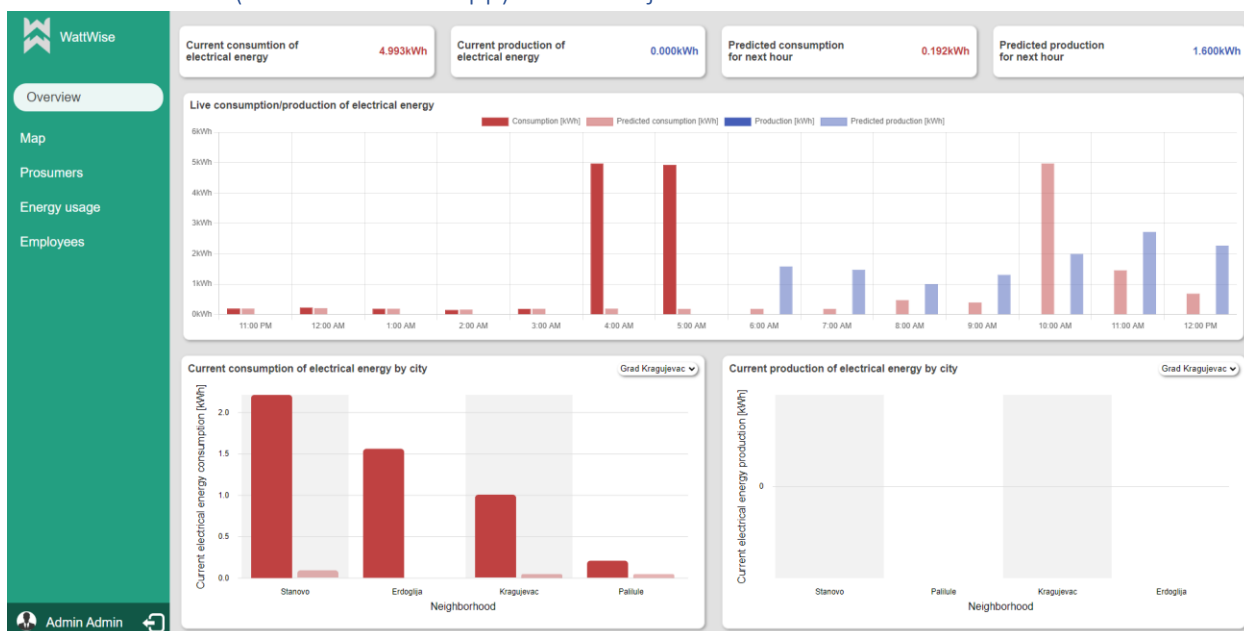 WattWise
Overview
Map
Prosumers
Energy usage
Employees
Admin Admin
Current consumtion of
electrical energy
4.993kWh
Current production of
electrical energy
0.000kWh
Predicted consumption
for next hour
0.192kWh
Predicted production
for next hour
1.600kWh
Live consumption/production of electrical energy
Consumption [kWh] Predicted consumption [kWh] Production [kWh] Predicted production [kWh]
6kWh
5kWh
4kWh
3kWh
2kWh
1kWh
0kWh
11:00 PM 12:00 AM 1:00 AM 2:00 AM 3:00 AM 4:00 AM 5:00 AM 6:00 AM 7:00 AM 8:00 AM 9:00 AM 10:00 AM 11:00 AM 12:00 PM
Current consumption of electrical energy by city
Grad Kragujevac
Current electrical energy consumption [kWh]
2.0
1.5
1.0
0.5
0.0
Stanovo Erdoglija Kragujevac Palilule
Neighborhood
Current production of electrical energy by city
Grad Kragujevac
Current electrical energy production [kWh]
0
Stanovo Palilule Kragujevac Erdoglija
Neighborhood